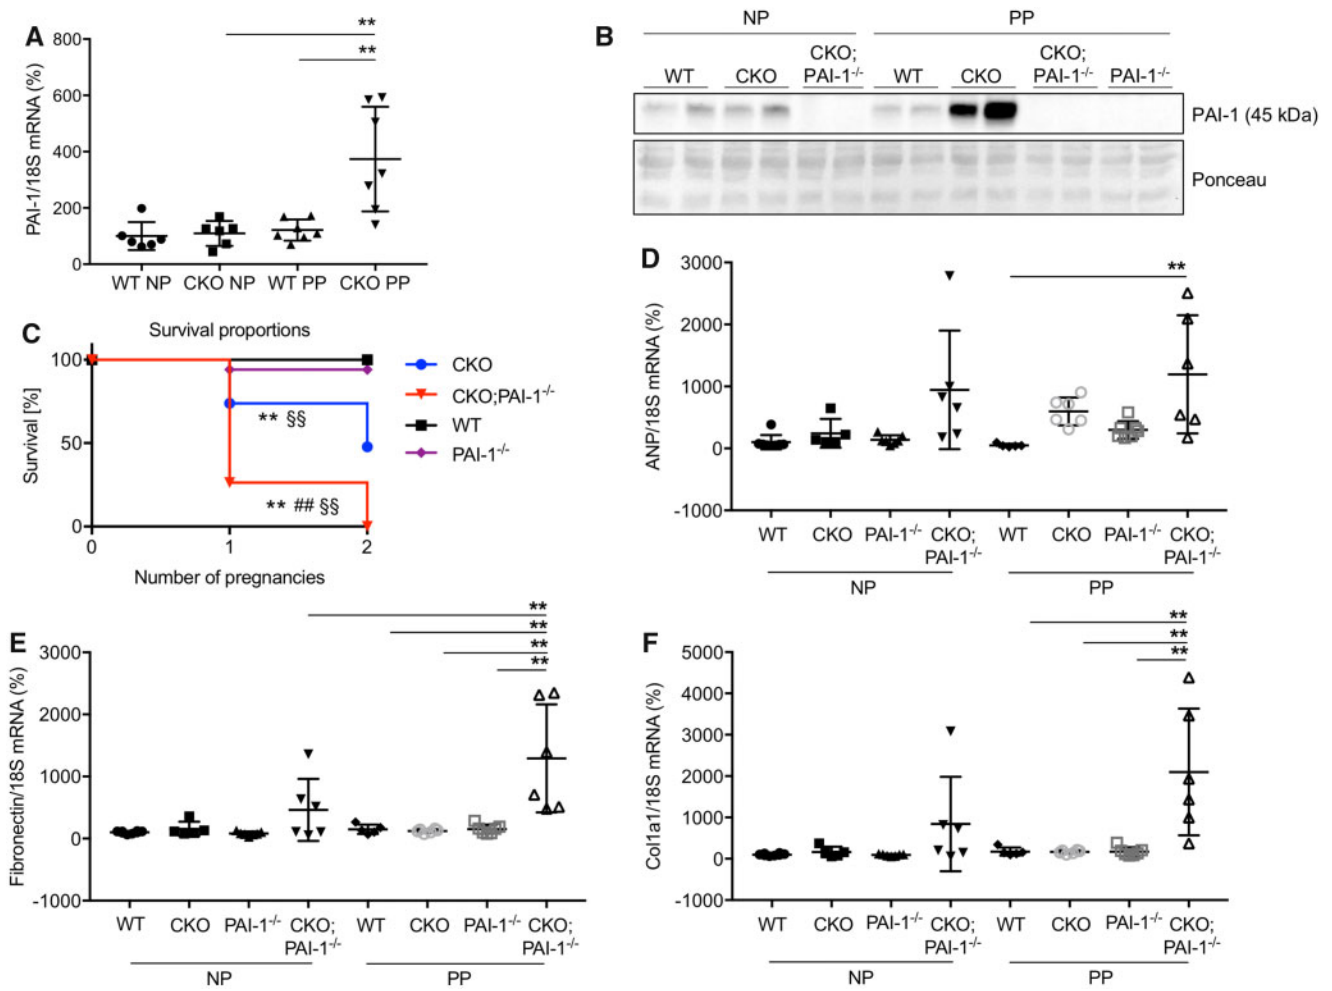 A
PAI-1/18S mRNA (%)
800
600
400
200
0
**
**
WT NP CKO NP WT PP CKO PP
B
NP PP
WT CKO CKO; PAI-1-/- WT CKO CKO; PAI-1-/- PAI-1-/-
PAI-1 (45 kDa)
Ponceau
C
Survival proportions
Survival [%]
100
50
0
0 1 2
Number of pregnancies
** §§
** ## §§
CKO
CKO;PAI-1-/-
WT
PAI-1-/-
D
ANP/18S mRNA (%)
3000
2000
1000
0
-1000
**
WT CKO PAI-1-/- CKO; PAI-1-/- WT CKO PAI-1-/- CKO; PAI-1-/-
NP PP
E
Fibronectin/18S mRNA (%)
3000
2000
1000
0
-1000
**
**
**
**
WT CKO PAI-1-/- CKO; PAI-1-/- WT CKO PAI-1-/- CKO; PAI-1-/-
NP PP
F
Col1a1/18S mRNA (%)
5000
4000
3000
2000
1000
0
-1000
**
**
**
WT CKO PAI-1-/- CKO; PAI-1-/- WT CKO PAI-1-/- CKO; PAI-1-/-
NP PP